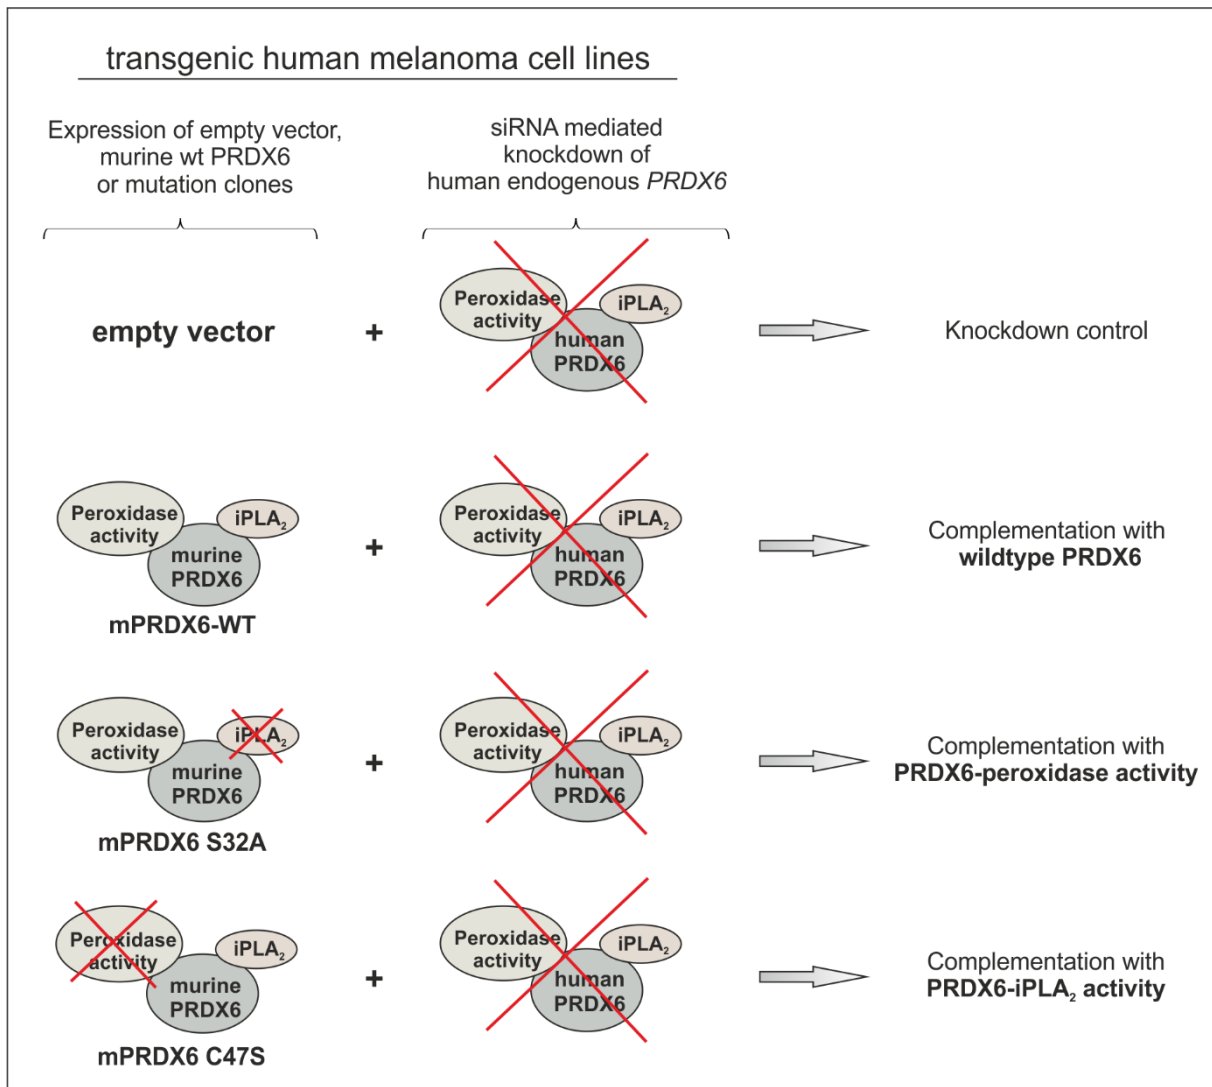 transgenic human melanoma cell lines
Expression of empty vector,
murine wt PRDX6
or mutation clones
siRNA mediated
knockdown of
human endogenous PRDX6
empty vector
+
Peroxidase
activity
iPLA₂
human
PRDX6
Knockdown control
Peroxidase
activity
iPLA₂
murine
PRDX6
mPRDX6-WT
+
Peroxidase
activity
iPLA₂
human
PRDX6
Complementation with
wildtype PRDX6
Peroxidase
activity
iPLA₂
murine
PRDX6
mPRDX6 S32A
+
Peroxidase
activity
iPLA₂
human
PRDX6
Complementation with
PRDX6-peroxidase activity
Peroxidase
activity
iPLA₂
murine
PRDX6
mPRDX6 C47S
+
Peroxidase
activity
iPLA₂
human
PRDX6
Complementation with
PRDX6-iPLA₂ activity